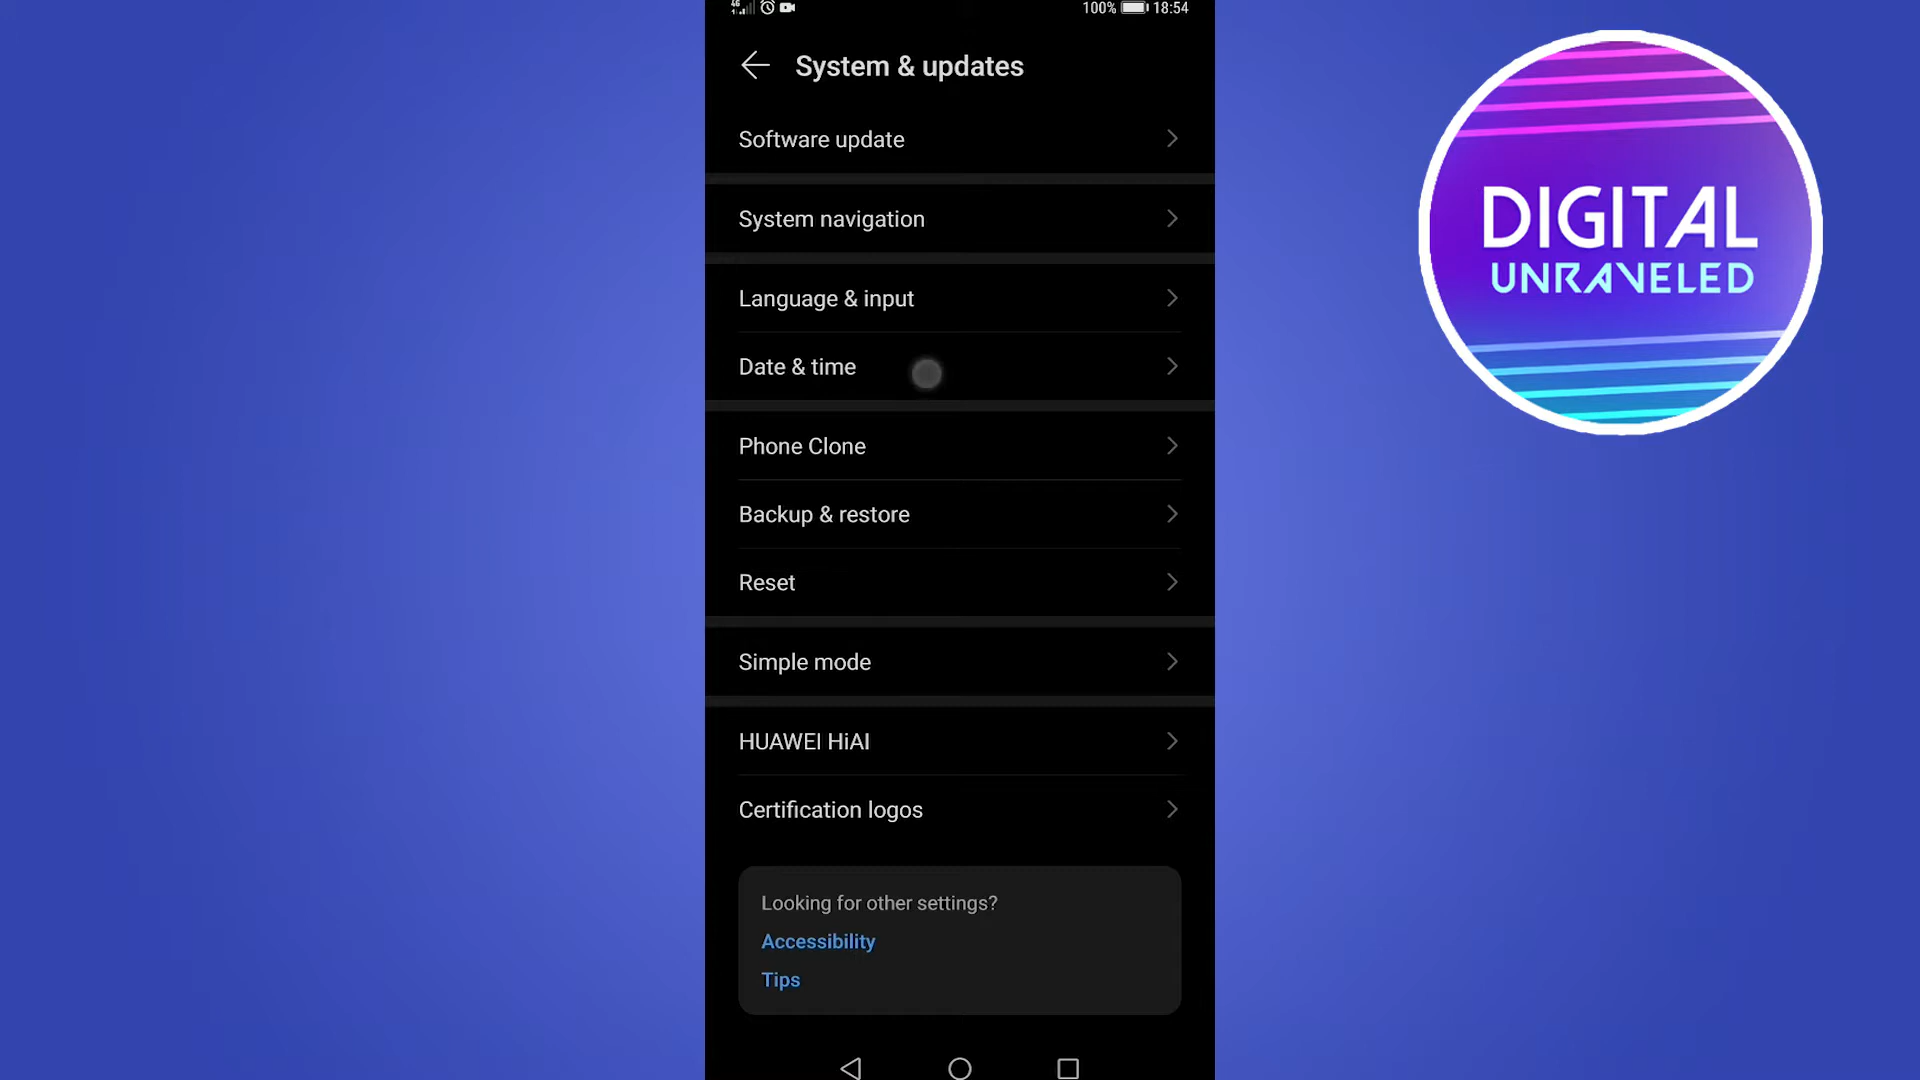 4G
100% 18:54
System & updates
Software update
System navigation
Language & input
Date & time
Phone Clone
Backup & restore
Reset
Simple mode
HUAWEI HiAI
Certification logos
Looking for other settings?
Accessibility
Tips
DIGITAL
UNRAVELED